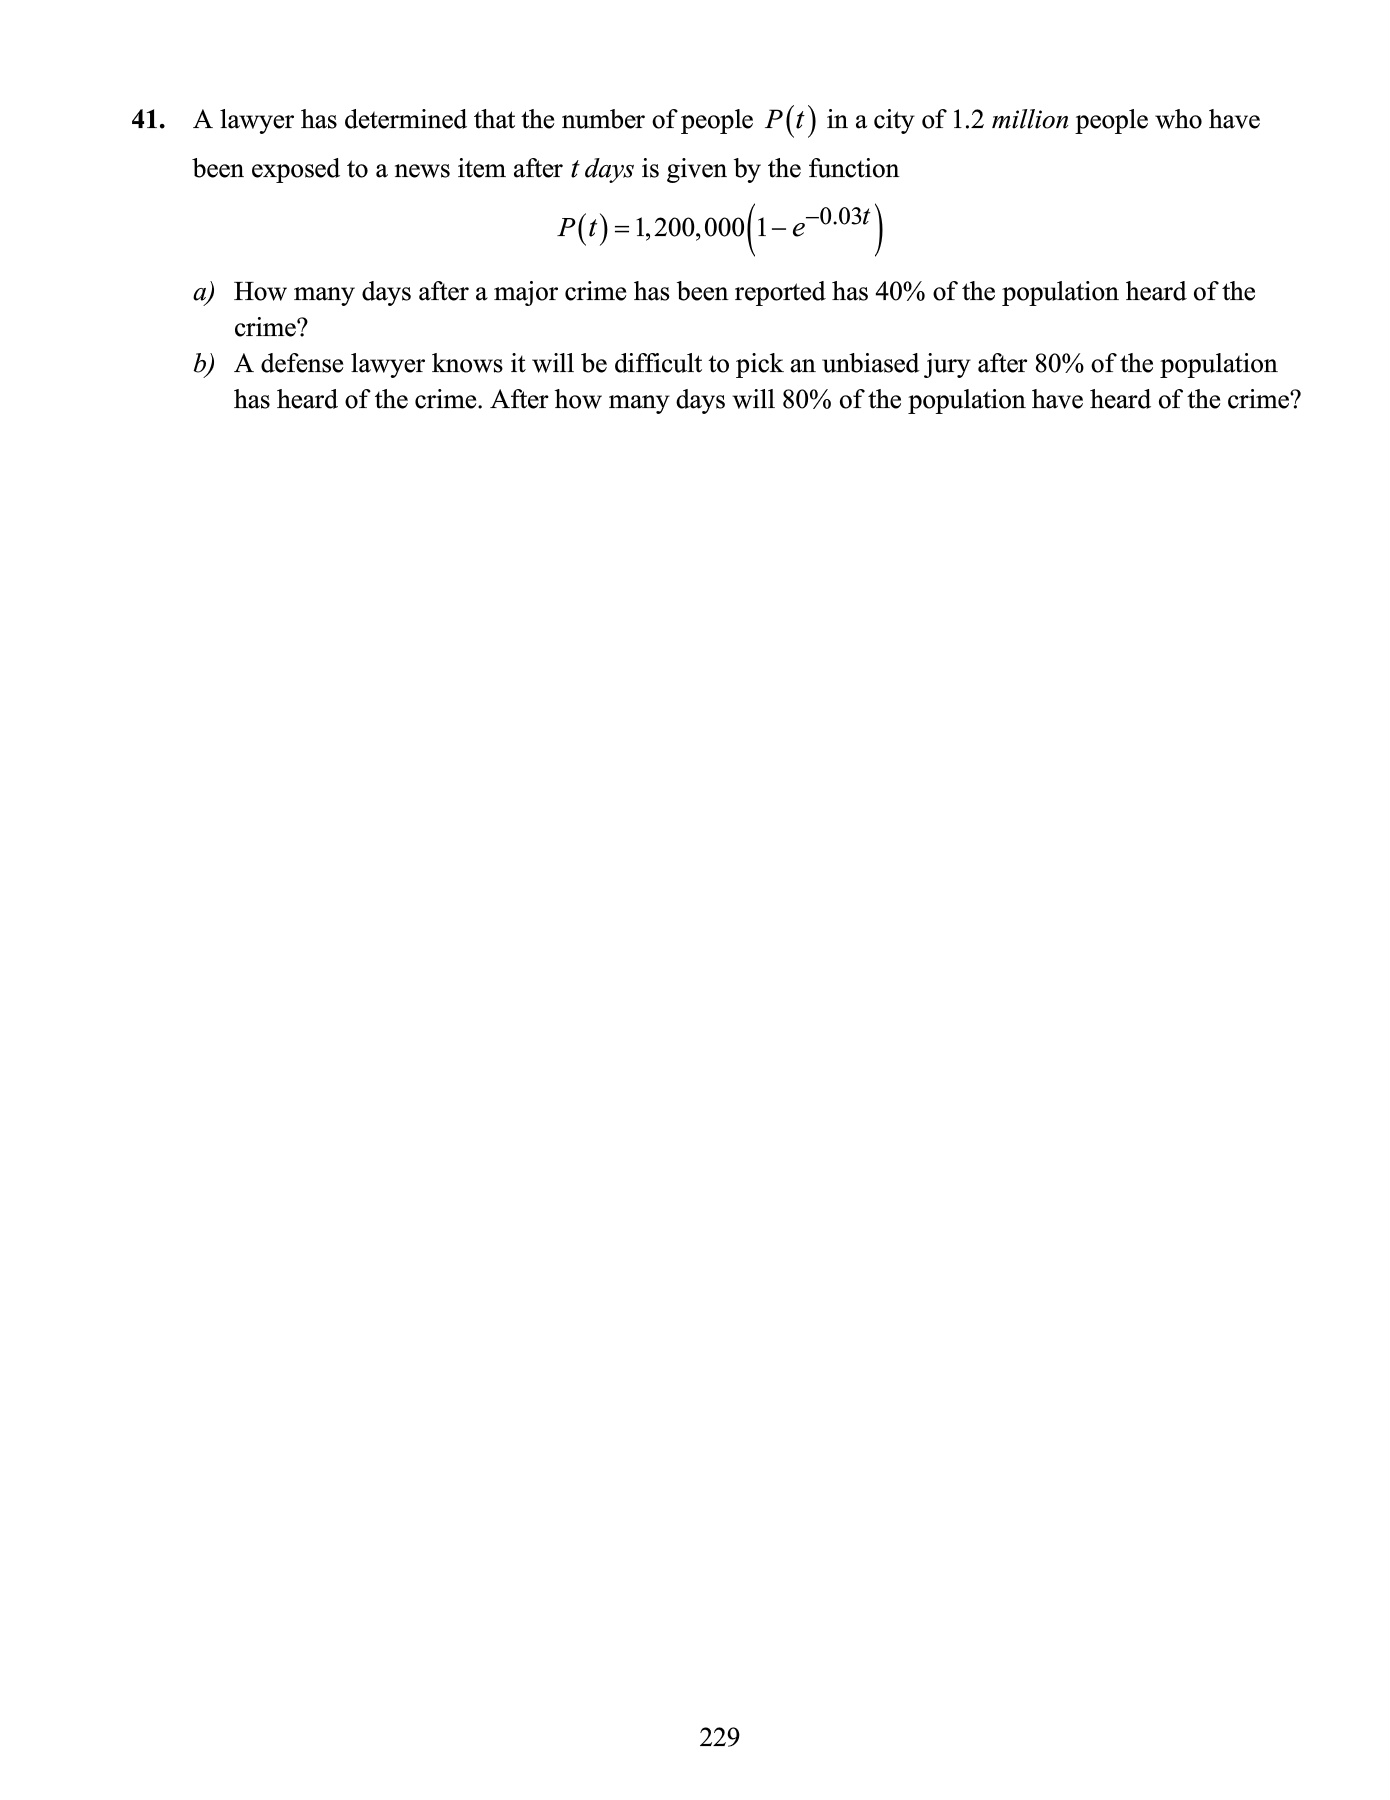 41. A lawyer has determined that the number of people P(t) in a city of 1.2 million people who have
been exposed to a news item after t days is given by the function
P(t) = 1,200,000(1 − e^−0.03t)
a) How many days after a major crime has been reported has 40% of the population heard of the
crime?
b) A defense lawyer knows it will be difficult to pick an unbiased jury after 80% of the population
has heard of the crime. After how many days will 80% of the population have heard of the crime?
229